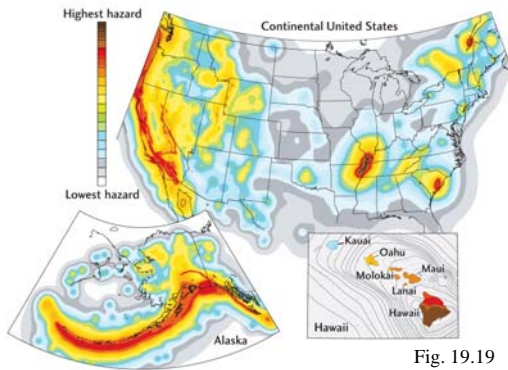 Highest hazard
Continental United States
Lowest hazard
Kauai
Oahu
Molokai
Maui
Lanai
Hawaii
Hawaii
Alaska
Fig. 19.19